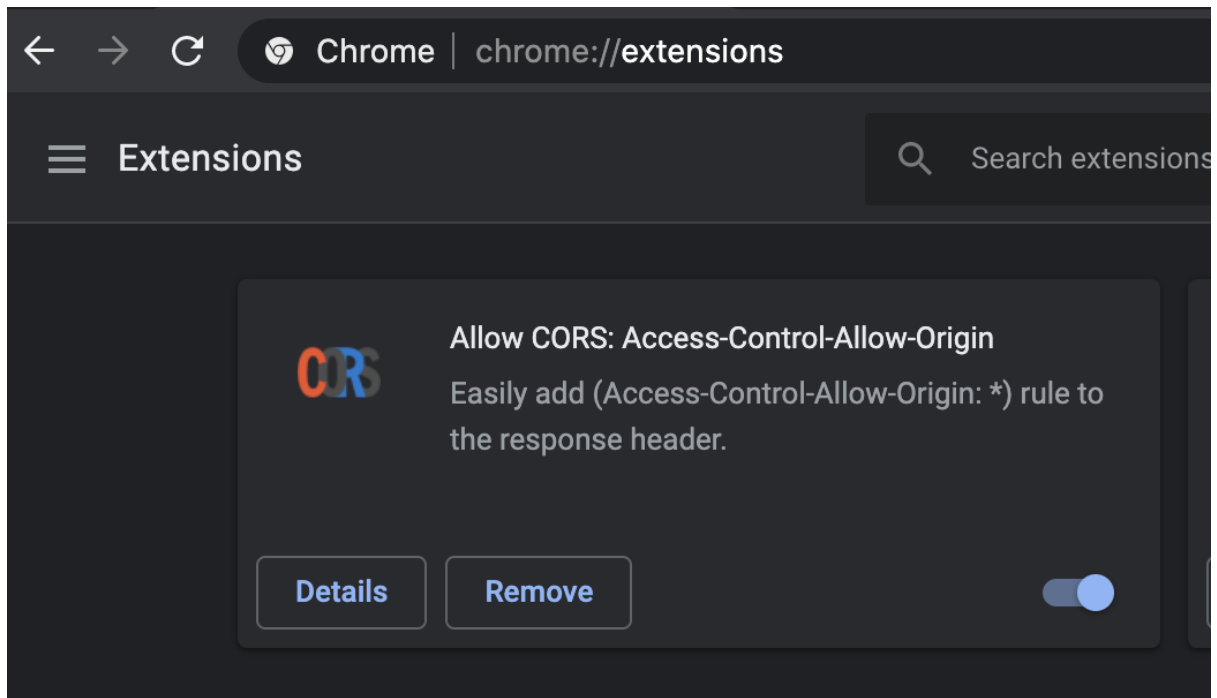 Chrome chrome://extensions
Extensions
Search extensions
Allow CORS: Access-Control-Allow-Origin
CORS
Easily add (Access-Control-Allow-Origin: *) rule to
the response header.
Details
Remove